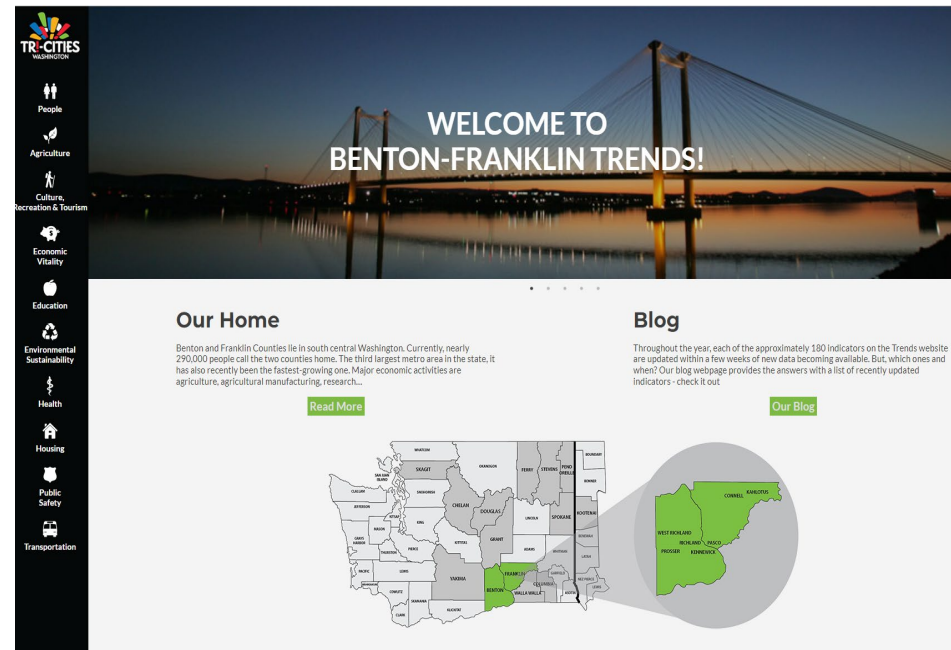 TRI-CITIES
WASHINGTON
People
Agriculture
Culture,
Recreation & Tourism
Economic
Vitality
Education
Environmental
Sustainability
Health
Housing
Public
Safety
Transportation
WELCOME TO
BENTON-FRANKLIN TRENDS!
Our Home
Benton and Franklin Counties lie in south central Washington. Currently, nearly
290,000 people call the two counties home. The third largest metro area in the state, it
has also recently been the fastest-growing one. Major economic activities are
agriculture, agricultural manufacturing, research...
Read More
Blog
Throughout the year, each of the approximately 180 indicators on the Trends website
are updated within a few weeks of new data becoming available. But, which ones and
when? Our blog webpage provides the answers with a list of recently updated
indicators - check it out
Our Blog
WHATCOM
SAN JUAN
ISLAND
SKAGIT
OKANOGAN
FERRY
STEVENS
PEND
OREILLE
BOUNDARY
BONNER
CLALLAM
SNOHOMISH
CHELAN
DOUGLAS
JEFFERSON
KITSAP
KING
LINCOLN
SPOKANE
KOOTENAI
GRAYS
HARBOR
MASON
KITTITAS
GRANT
BENEWAH
THURSTON
PIERCE
ADAMS
WHITMAN
LATAH
PACIFIC
LEWIS
YAKIMA
FRANKLIN
GARFIELD
COLUMBIA
NEZ PERCE
LEWIS
COWLITZ
BENTON
WALLA WALLA
ASOTIN
SKAMANIA
KLICKITAT
CLARK
CONNELL
KAHLOTUS
WEST RICHLAND
RICHLAND
PASCO
PROSSER
KENNEWICK